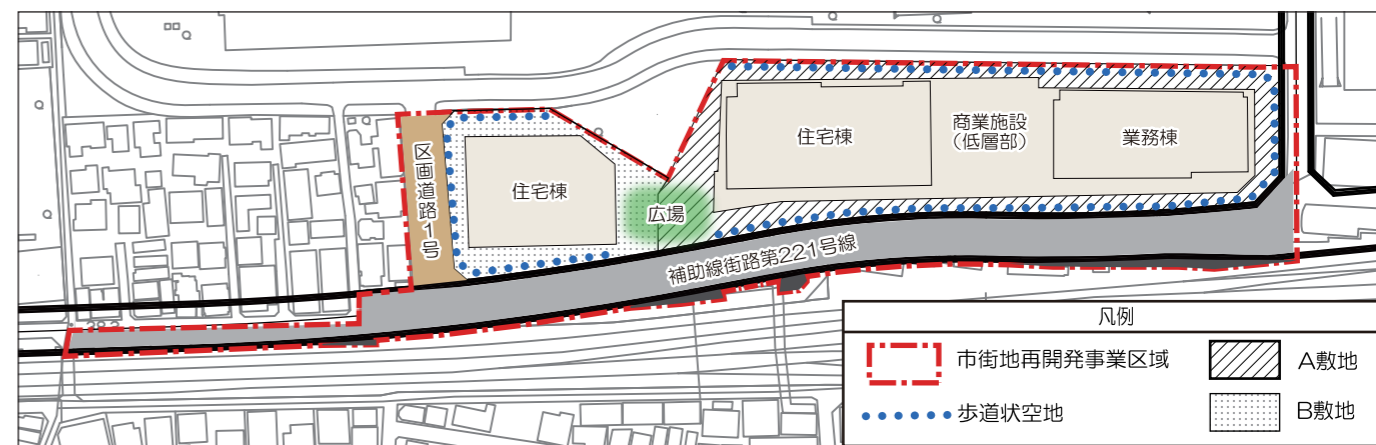 区画道路1号
住宅棟
広場
住宅棟
商業施設
(低層部)
業務棟
補助線街路第221号線
凡例
市街地再開発事業区域
A敷地
歩道状空地
B敷地